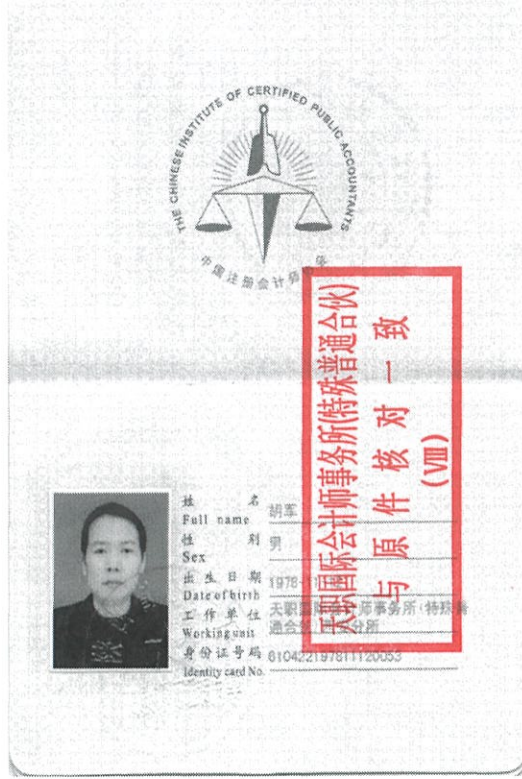 THE CHINESE INSTITUTE OF CERTIFIED PUBLIC ACCOUNTANTS
中国注册会计师
天职国际会计师事务所(特殊普通合伙)
与原件核对一致
(Ⅷ)
姓 名 胡军
Full name
性 别 男
Sex
出生日期 1978-11
Date of birth
工作单位 天职国 师事务所(特殊普
Working unit 通合 分所
身份证号码 610422197811120053
Identity card No.